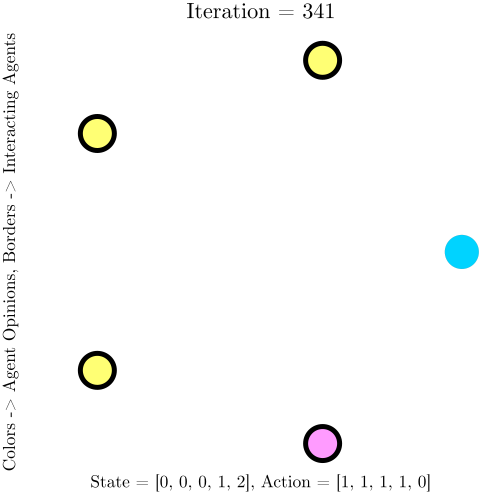 Iteration = 341
Colors -> Agent Opinions, Borders -> Interacting Agents
State = [0, 0, 0, 1, 2], Action = [1, 1, 1, 1, 0]